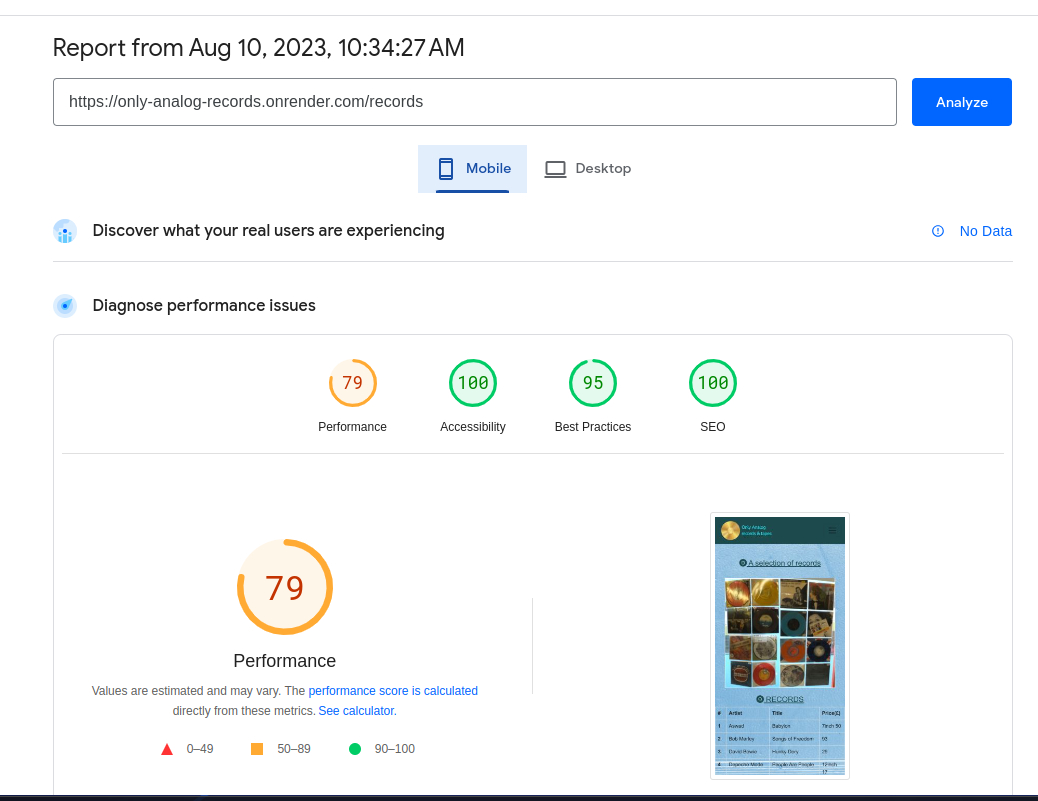 Report from Aug 10, 2023, 10:34:27 AM
https://only-analog-records.onrender.com/records
Analyze
Mobile
Desktop
Discover what your real users are experiencing
No Data
Diagnose performance issues
79
100
95
100
Performance
Accessibility
Best Practices
SEO
79
Performance
Values are estimated and may vary. The performance score is calculated
directly from these metrics. See calculator.
0–49
50–89
90–100
Only Analog
records & tapes
A selection of records
RECORDS
# Artist Title Price(£)
1 Aswad Babylon 7inch 50
2 Bob Marley Songs of Freedom 93
3 David Bowie Hunky Dory 25
4 Depeche Mode People Are People 12inch
17